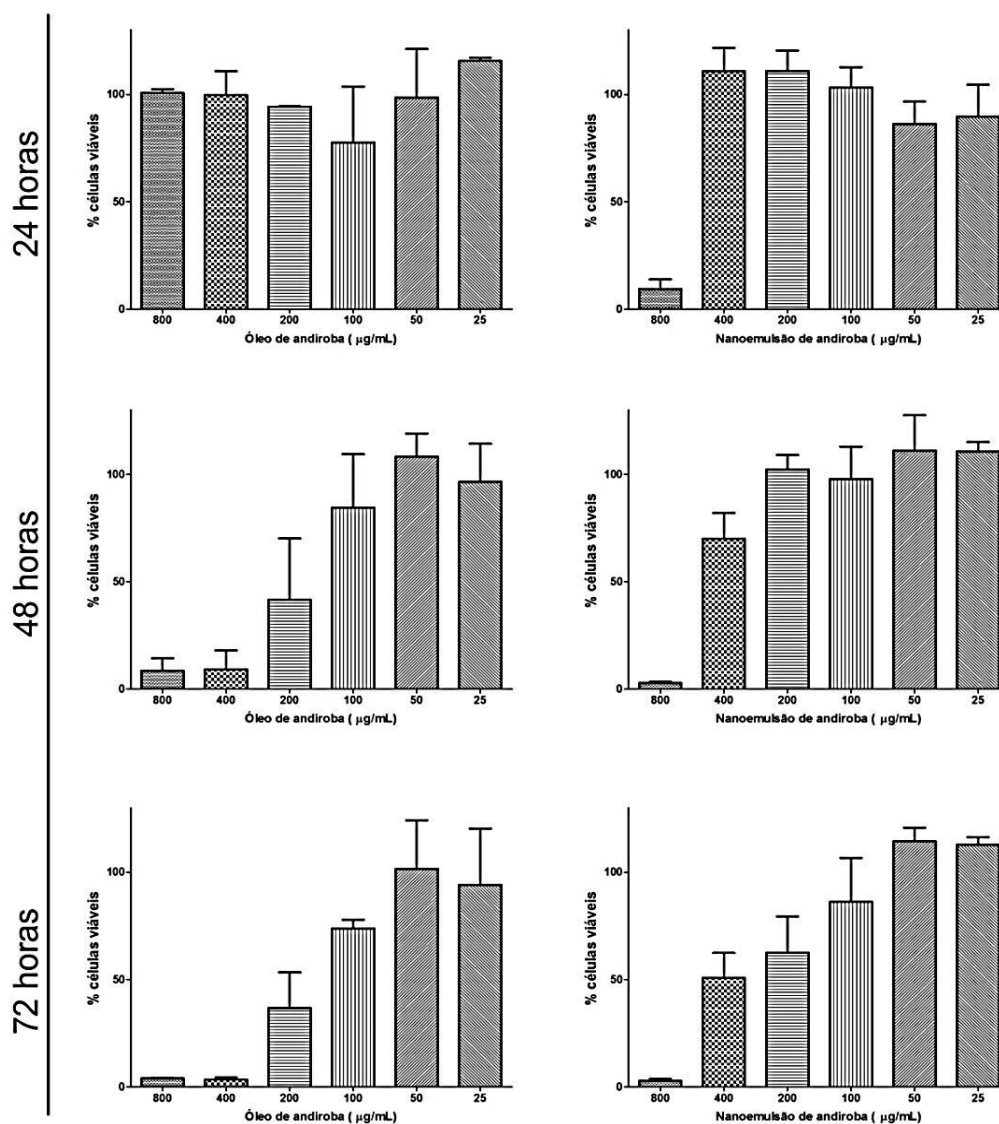 24 horas
% células viáveis
100
50
0
800 400 200 100 50 25
Óleo de andiroba ( µg/mL)
% células viáveis
100
50
0
800 400 200 100 50 25
Nanoemulsão de andiroba ( µg/mL)
48 horas
% células viáveis
100
50
0
800 400 200 100 50 25
Óleo de andiroba ( µg/mL)
% células viáveis
100
50
0
800 400 200 100 50 25
Nanoemulsão de andiroba ( µg/mL)
72 horas
% células viáveis
100
50
0
800 400 200 100 50 25
Óleo de andiroba ( µg/mL)
% células viáveis
100
50
0
800 400 200 100 50 25
Nanoemulsão de andiroba ( µg/mL)